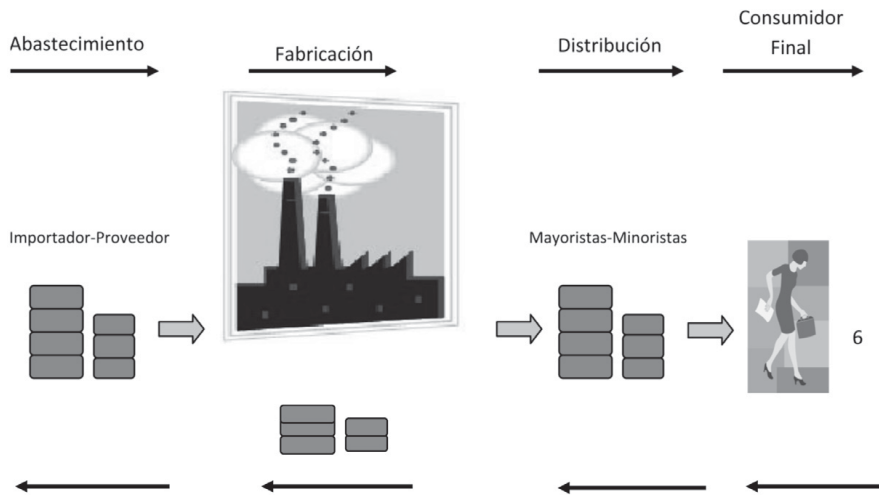 Abastecimiento
Fabricación
Distribución
Consumidor
Final
Importador-Proveedor
Mayoristas-Minoristas
6